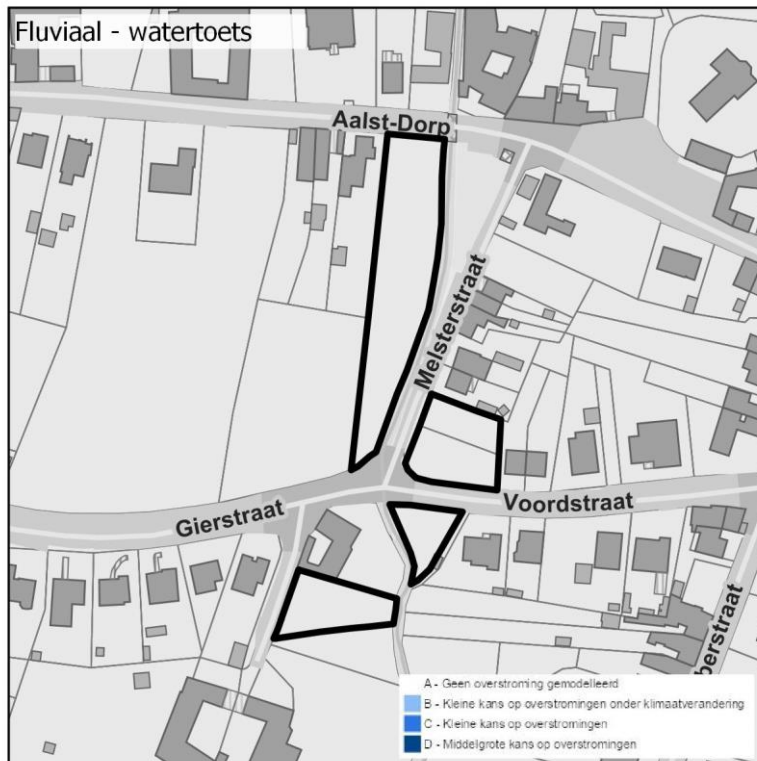 Fluviaal - watertoets
Aalst-Dorp
Melsterstraat
Gierstraat
Voordstraat
berstraat
A - Geen overstroming gemodelleerd
B - Kleine kans op overstromingen onder klimaatverandering
C - Kleine kans op overstromingen
D - Middelgrote kans op overstromingen